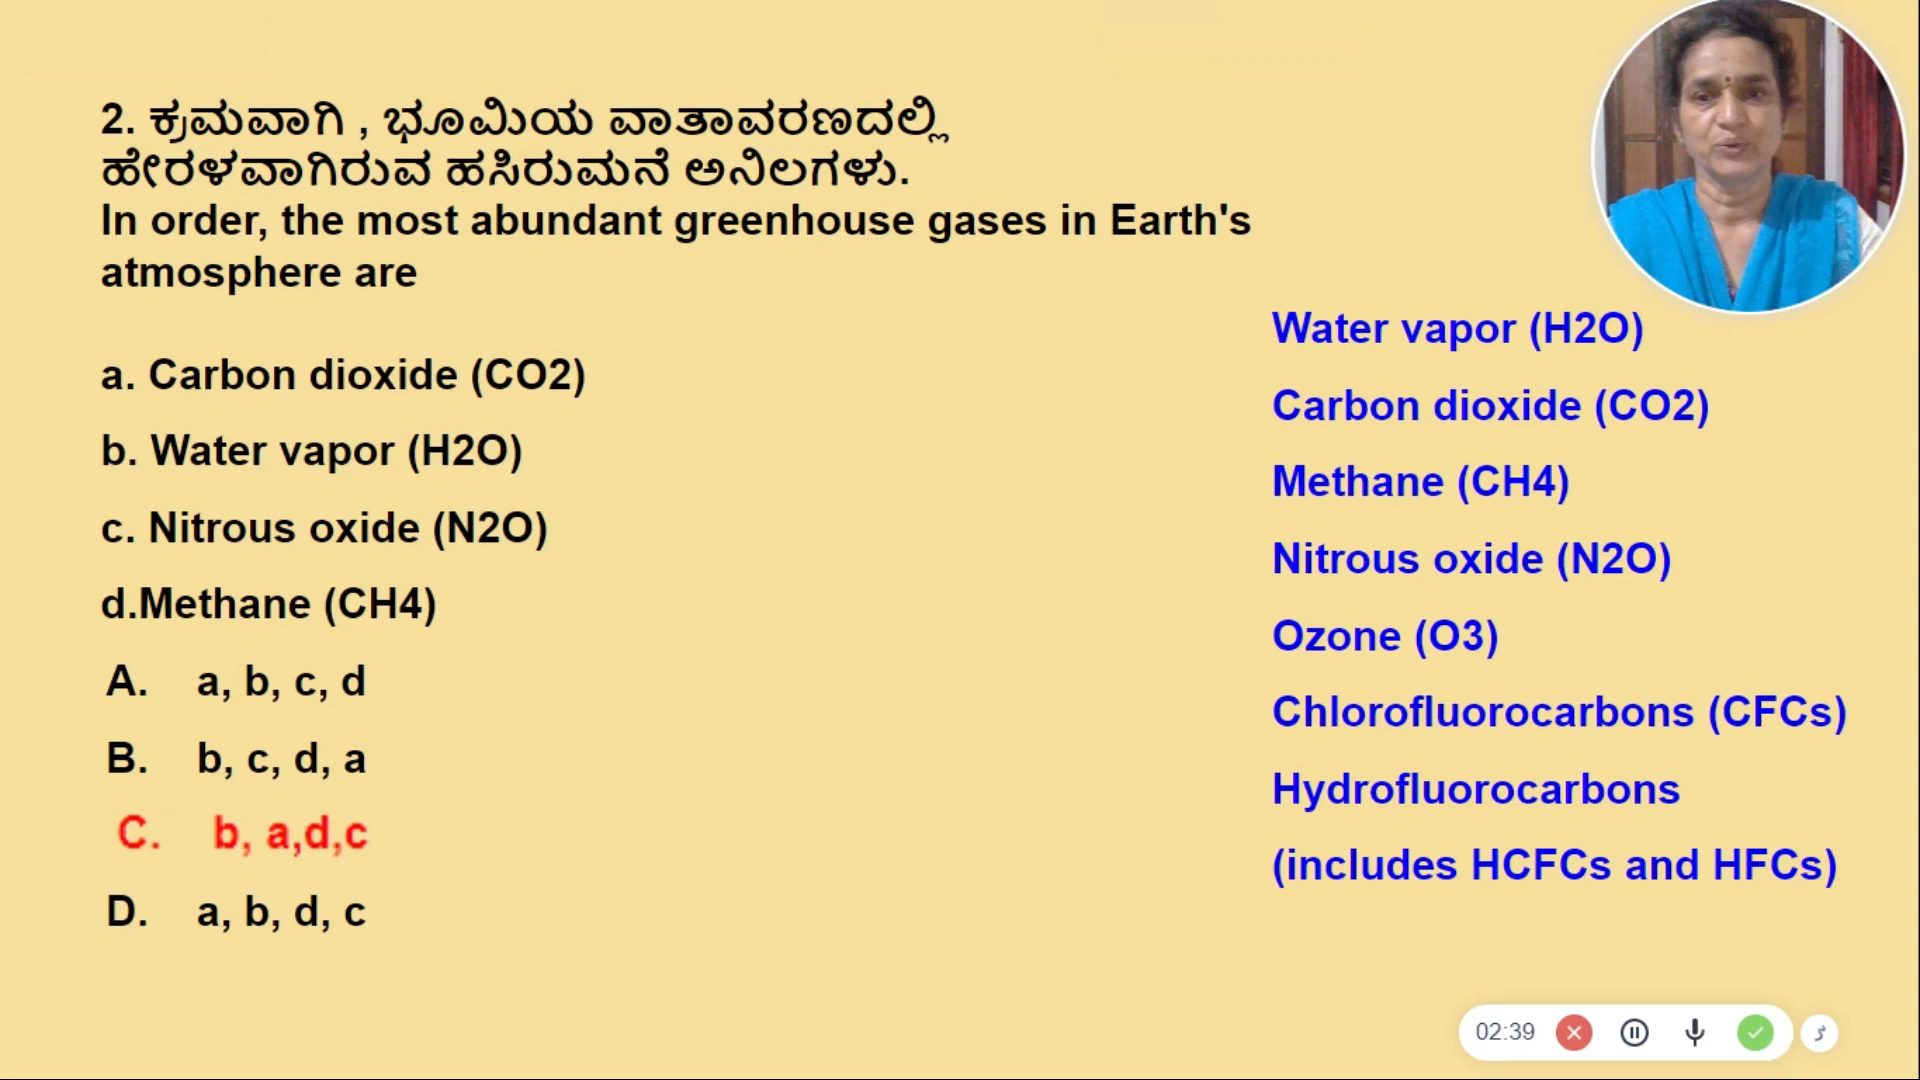 2. ಕ್ರಮವಾಗಿ , ಭೂಮಿಯ ವಾತಾವರಣದಲ್ಲಿ
ಹೇರಳವಾಗಿರುವ ಹಸಿರುಮನೆ ಅನಿಲಗಳು.
In order, the most abundant greenhouse gases in Earth's
atmosphere are
a. Carbon dioxide (CO2)
b. Water vapor (H2O)
c. Nitrous oxide (N2O)
d.Methane (CH4)
A. a, b, c, d
B. b, c, d, a
C. b, a,d,c
D. a, b, d, c
Water vapor (H2O)
Carbon dioxide (CO2)
Methane (CH4)
Nitrous oxide (N2O)
Ozone (O3)
Chlorofluorocarbons (CFCs)
Hydrofluorocarbons
(includes HCFCs and HFCs)
02:39